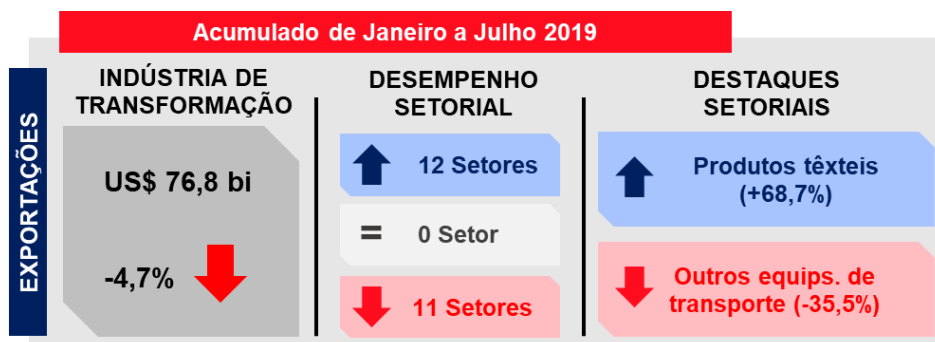 Acumulado de Janeiro a Julho 2019
EXPORTAÇÕES
INDÚSTRIA DE
TRANSFORMAÇÃO
US$ 76,8 bi
-4,7%
DESEMPENHO
SETORIAL
12 Setores
= 0 Setor
11 Setores
DESTAQUES
SETORIAIS
Produtos têxteis
(+68,7%)
Outros equips. de
transporte (-35,5%)